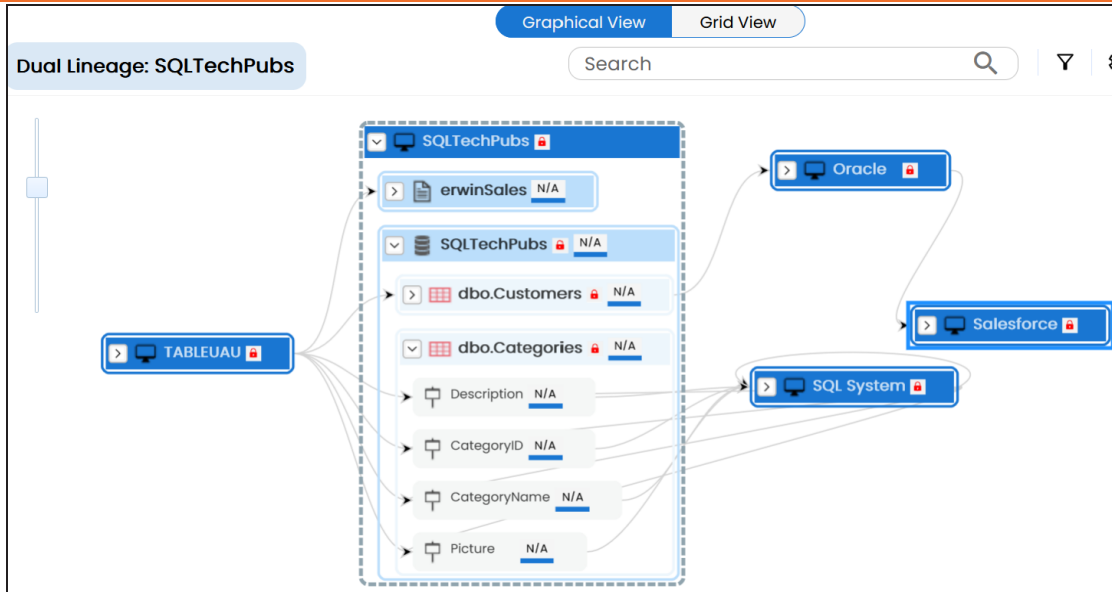 Graphical View
Grid View
Dual Lineage: SQLTechPubs
Search
SQLTechPubs
erwinSales N/A
SQLTechPubs N/A
dbo.Customers N/A
dbo.Categories N/A
Description N/A
CategoryID N/A
CategoryName N/A
Picture N/A
TABLEUAU
Oracle
Salesforce
SQL System